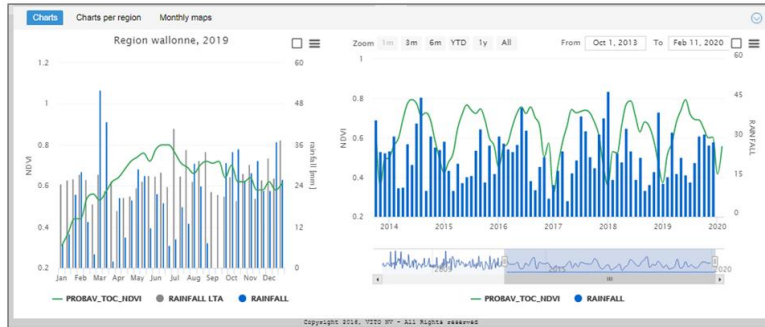 Charts Charts per region Monthly maps
Region wallonne, 2019
1.2
1
0.8
0.6
0.4
0.2
NDVI
60
48
36
24
12
0
rainfall [mm]
Jan Feb Mar Apr May Jun Jul Aug Sep Oct Nov Dec
PROBAV_TOC_NDVI RAINFALL LTA RAINFALL
Zoom 1m 3m 6m YTD 1y All From Oct 1, 2013 To Feb 11, 2020
1
0.8
0.6
0.4
0.2
NDVI
60
45
30
15
0
RAINFALL
2014 2015 2016 2017 2018 2019 2020
2015 2020
PROBAV_TOC_NDVI RAINFALL
Copyright 2016, VITO NV - All Rights reserved